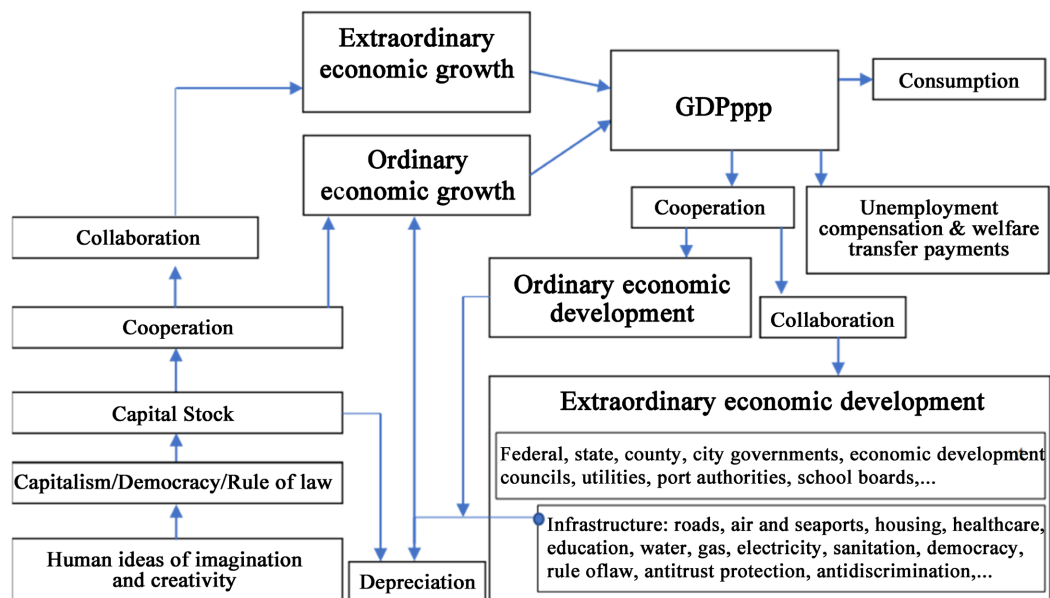 Extraordinary
economic growth
GDPppp
Consumption
Ordinary
economic growth
Cooperation
Unemployment
compensation & welfare
transfer payments
Collaboration
Ordinary economic
development
Collaboration
Cooperation
Capital Stock
Extraordinary economic development
Federal, state, county, city governments, economic development
councils, utilities, port authorities, school boards,...
Capitalism/Democracy/Rule of law
Infrastructure: roads, air and seaports, housing, healthcare,
education, water, gas, electricity, sanitation, democracy,
rule oflaw, antitrust protection, antidiscrimination,...
Human ideas of imagination
and creativity
Depreciation